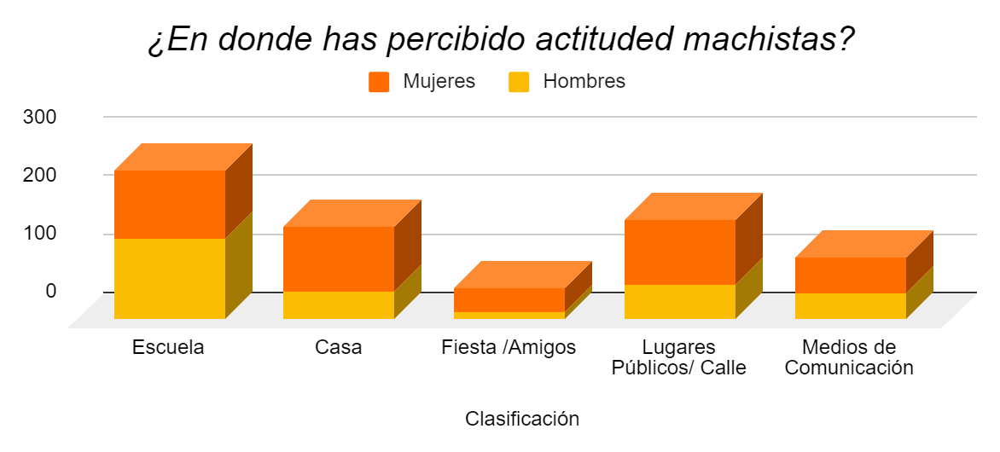 ¿En donde has percibido actituded machistas?
Mujeres Hombres
300
200
100
0
Escuela Casa Fiesta /Amigos Lugares Medios de
Públicos/ Calle Comunicación
Clasificación